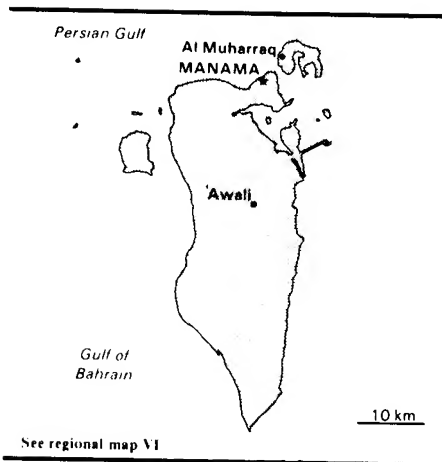 Persian Gulf
Al Muharraq
MANAMA
'Awali
Gulf of
Bahrain
10 km
See regional map VI